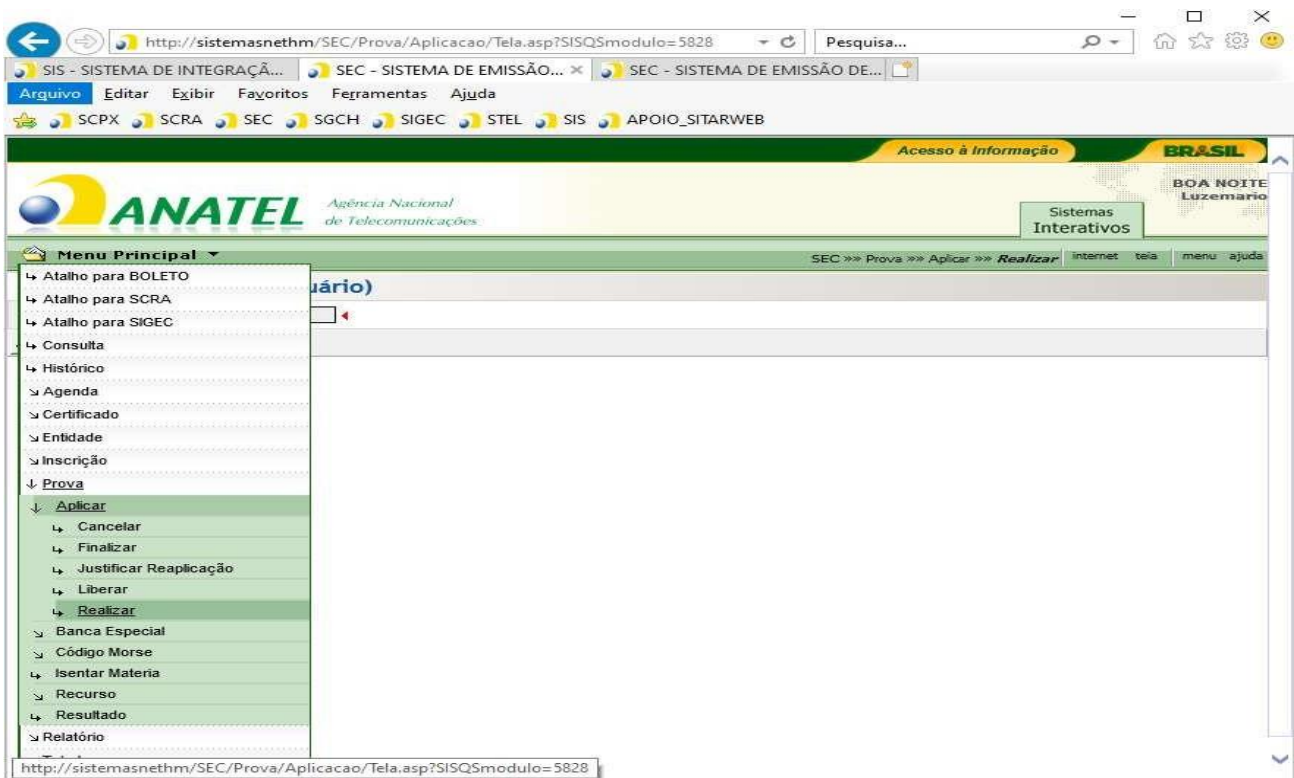 http://sistemasnethm/SEC/Prova/Aplicacao/Tela.asp?SISQSmodulo=5828
Pesquisa...
SIS - SISTEMA DE INTEGRAÇÃ...
SEC - SISTEMA DE EMISSÃO...
SEC - SISTEMA DE EMISSÃO DE...
Arquivo Editar Exibir Favoritos Ferramentas Ajuda
SCPX SCRA SEC SGCH SIGEC STEL SIS APOIO_SITARWEB
Acesso à Informação BRASIL
BOA NOITE
Luzemario
ANATEL
Agência Nacional
de Telecomunicações
Sistemas
Interativos
Menu Principal
SEC »» Prova »» Aplicar »» Realizar internet tela menu ajuda
Atalho para BOLETO
uário)
Atalho para SCRA
Atalho para SIGEC
Consulta
Histórico
Agenda
Certificado
Entidade
Inscrição
Prova
Aplicar
Cancelar
Finalizar
Justificar Reaplicação
Liberar
Realizar
Banca Especial
Código Morse
Isentar Materia
Recurso
Resultado
Relatório
http://sistemasnethm/SEC/Prova/Aplicacao/Tela.asp?SISQSmodulo=5828